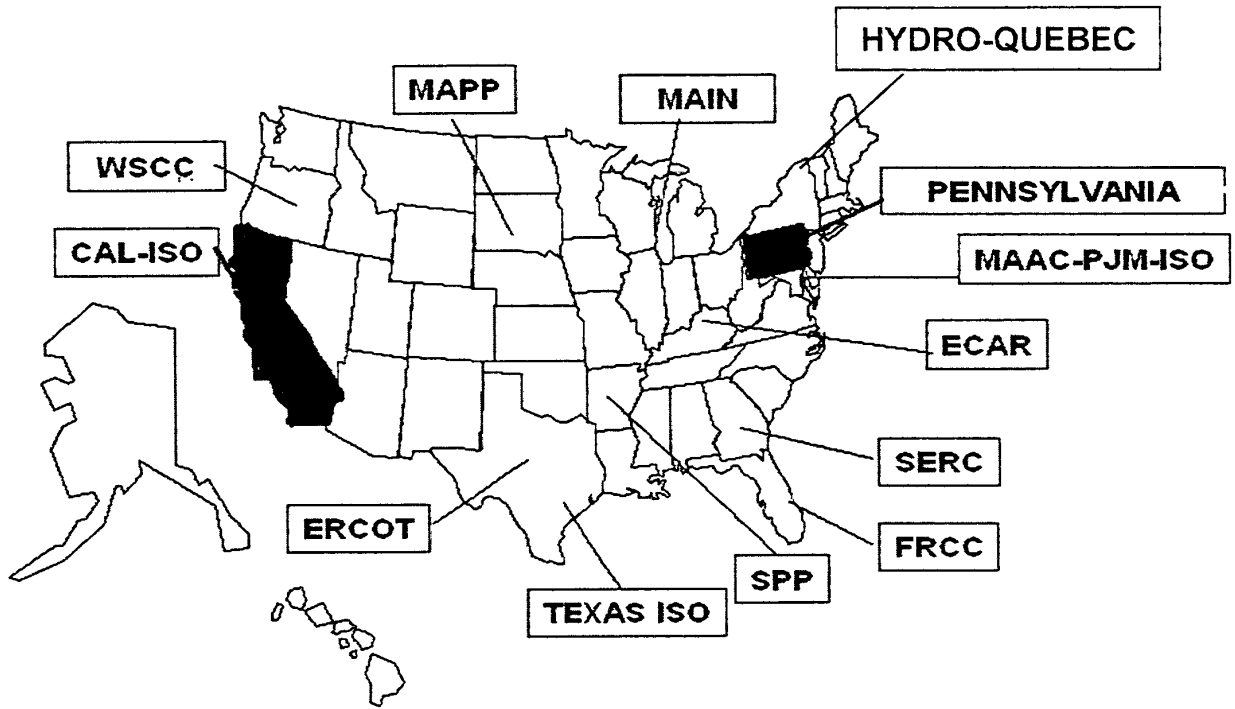 HYDRO-QUEBEC
MAPP
MAIN
WSCC
PENNSYLVANIA
CAL-ISO
MAAC-PJM-ISO
ECAR
SERC
ERCOT
FRCC
SPP
TEXAS ISO